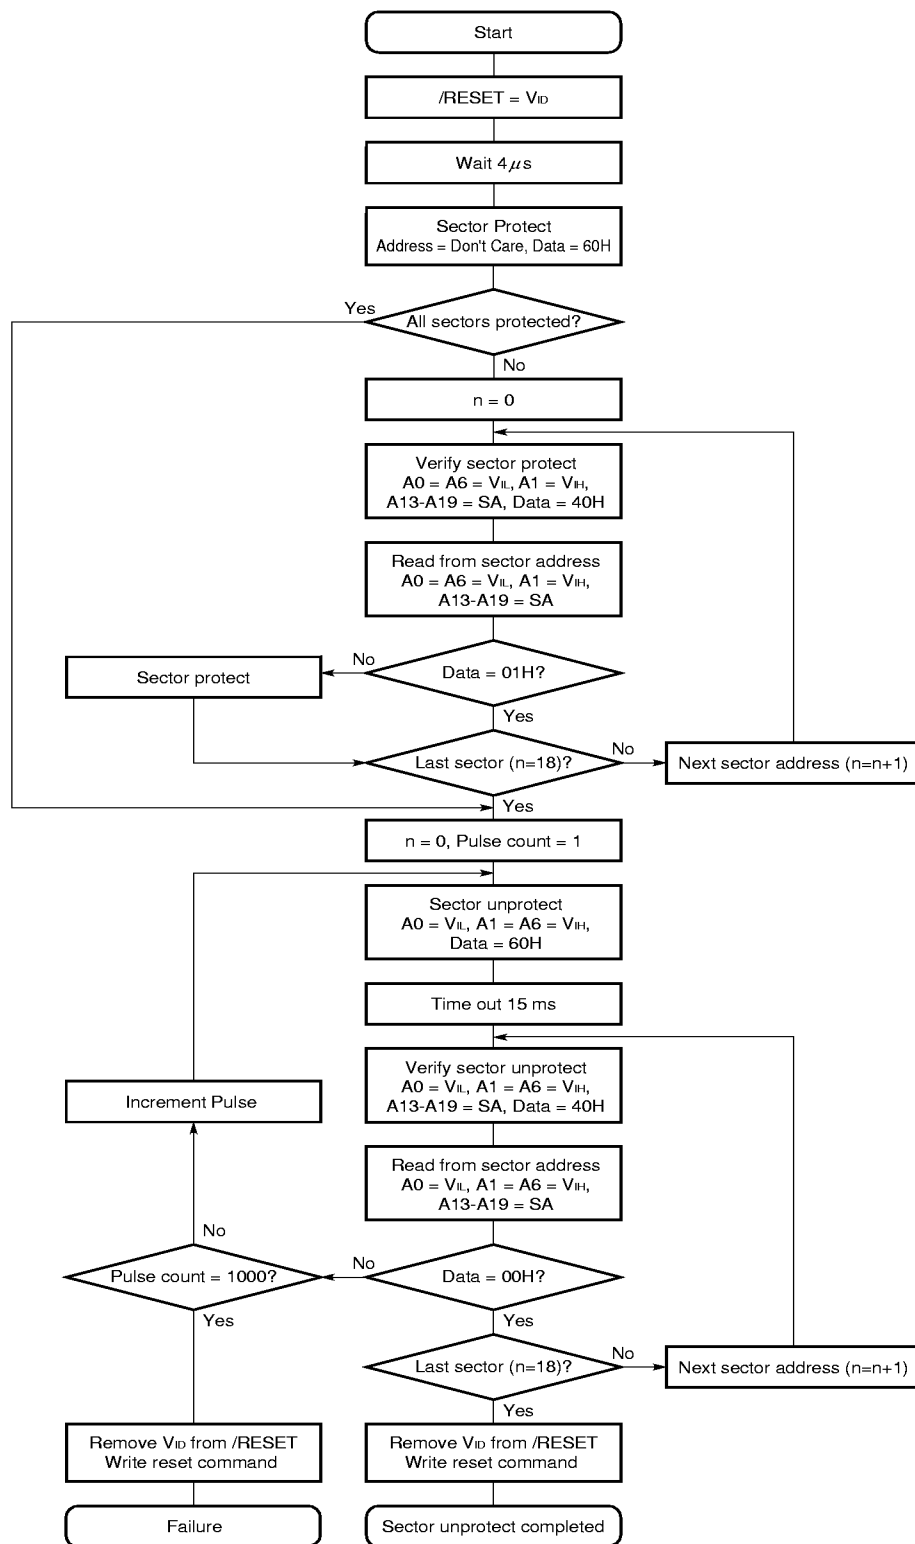 Start
/RESET = VID
Wait 4μs
Sector Protect
Address = Don't Care, Data = 60H
Yes
All sectors protected?
No
n = 0
Verify sector protect
A0 = A6 = VIL, A1 = VIH,
A13-A19 = SA, Data = 40H
Read from sector address
A0 = A6 = VIL, A1 = VIH,
A13-A19 = SA
No
Data = 01H?
Sector protect
Yes
Last sector (n=18)?
No
Next sector address (n=n+1)
Yes
n = 0, Pulse count = 1
Sector unprotect
A0 = VIL, A1 = A6 = VIH,
Data = 60H
Time out 15 ms
Verify sector unprotect
A0 = VIL, A1 = A6 = VIH,
A13-A19 = SA, Data = 40H
Increment Pulse
Read from sector address
A0 = VIL, A1 = A6 = VIH,
A13-A19 = SA
No
Pulse count = 1000?
No
Data = 00H?
Yes
Yes
Last sector (n=18)?
No
Next sector address (n=n+1)
Yes
Remove VID from /RESET
Write reset command
Remove VID from /RESET
Write reset command
Failure
Sector unprotect completed